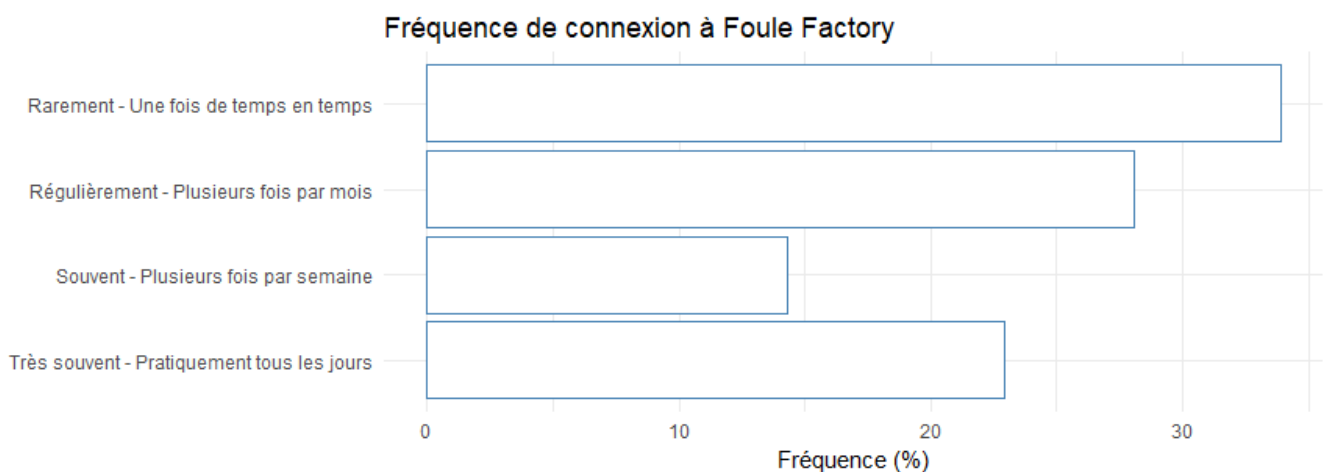 Fréquence de connexion à Foule Factory
Rarement - Une fois de temps en temps
Régulièrement - Plusieurs fois par mois
Souvent - Plusieurs fois par semaine
Très souvent - Pratiquement tous les jours
0 10 20 30
Fréquence (%)